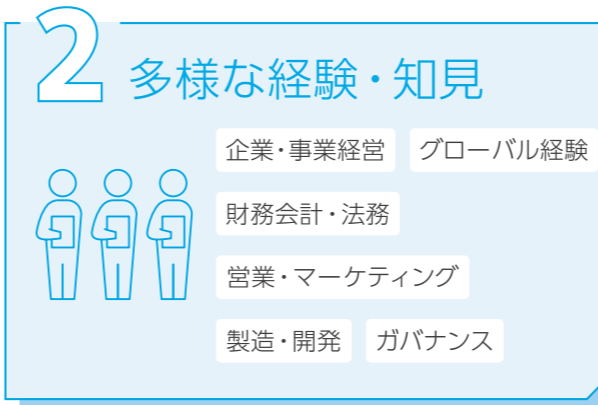 2 多様な経験・知見
企業・事業経営 グローバル経験
財務会計・法務
営業・マーケティング
製造・開発 ガバナンス